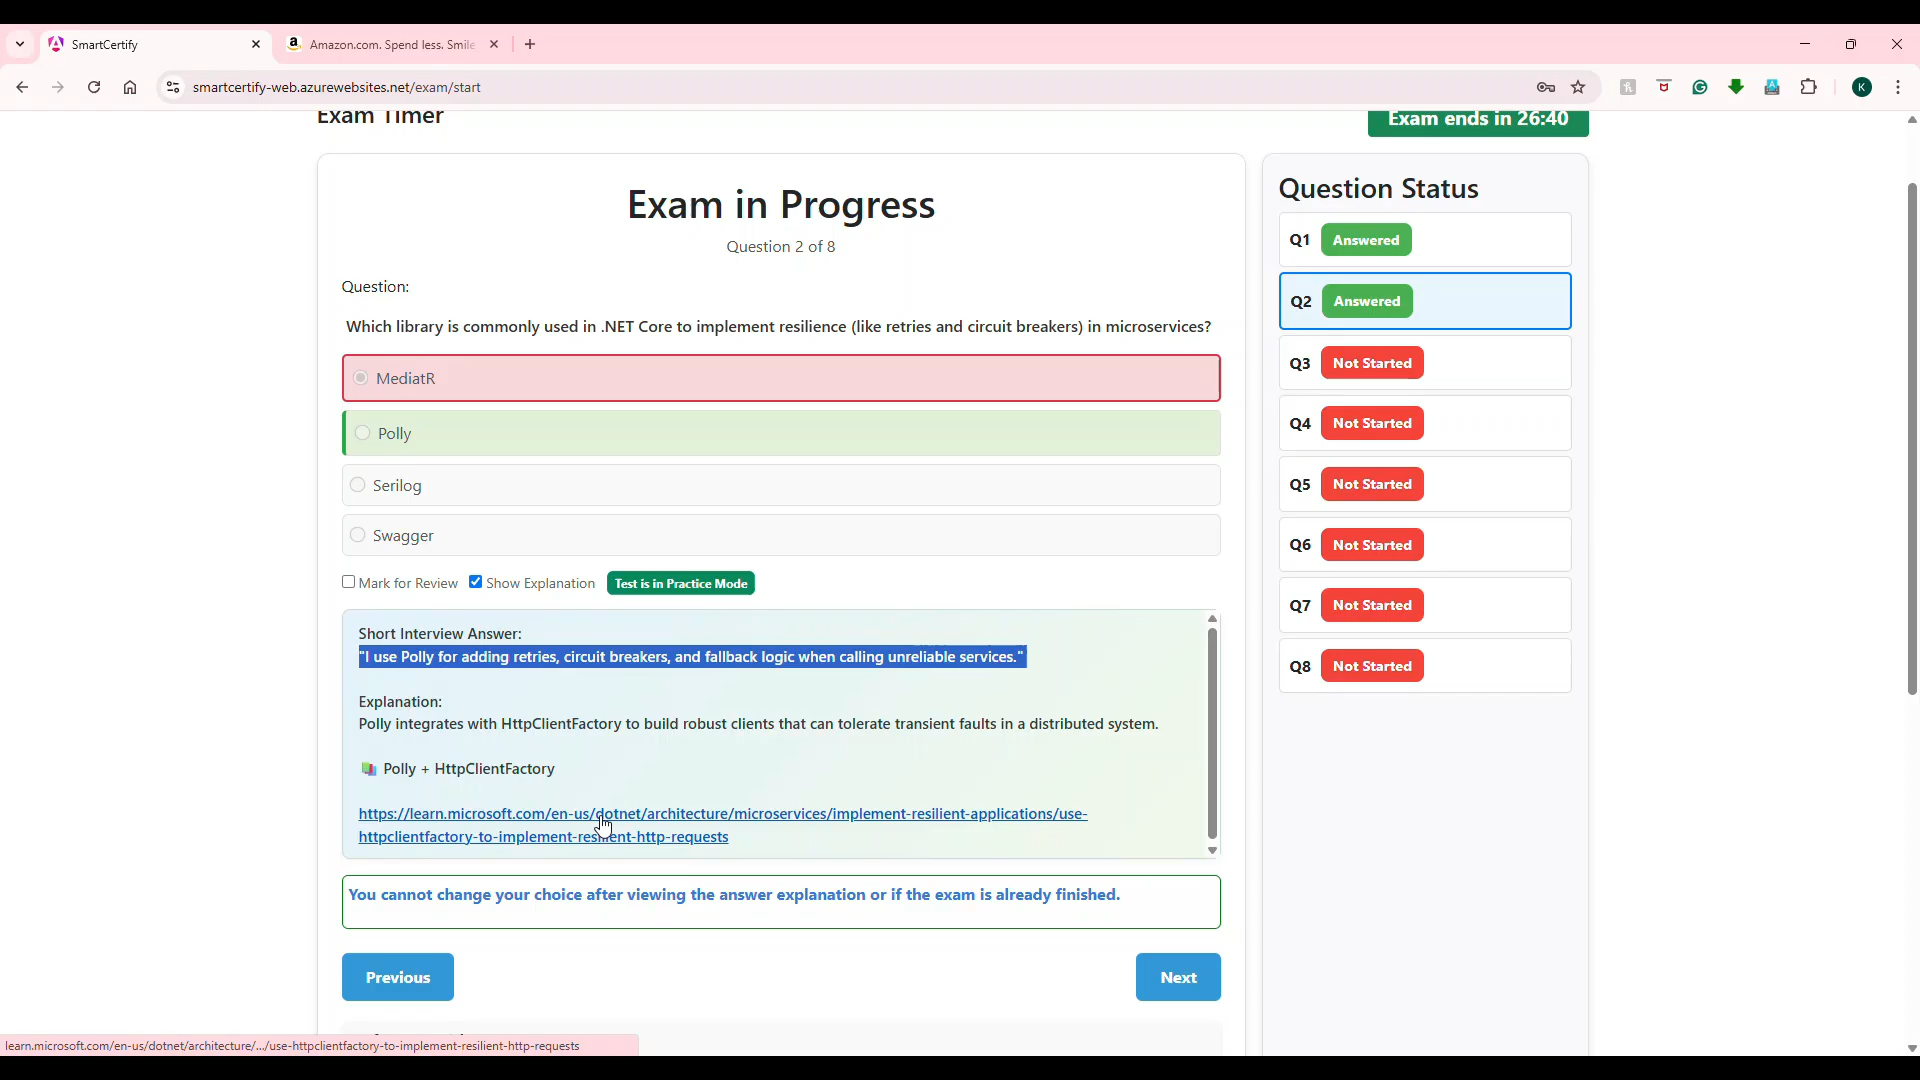 SmartCertify
Amazon.com. Spend less. Smile
smartcertify-web.azurewebsites.net/exam/start
K
Exam Timer
Exam ends in 26:40
Exam in Progress
Question 2 of 8
Question:
Which library is commonly used in .NET Core to implement resilience (like retries and circuit breakers) in microservices?
MediatR
Polly
Serilog
Swagger
Mark for Review Show Explanation Test is in Practice Mode
Short Interview Answer:
"I use Polly for adding retries, circuit breakers, and fallback logic when calling unreliable services."
Explanation:
Polly integrates with HttpClientFactory to build robust clients that can tolerate transient faults in a distributed system.
Polly + HttpClientFactory
https://learn.microsoft.com/en-us/dotnet/architecture/microservices/implement-resilient-applications/use-
httpclientfactory-to-implement-resilient-http-requests
You cannot change your choice after viewing the answer explanation or if the exam is already finished.
Previous
Next
Question Status
Q1 Answered
Q2 Answered
Q3 Not Started
Q4 Not Started
Q5 Not Started
Q6 Not Started
Q7 Not Started
Q8 Not Started
learn.microsoft.com/en-us/dotnet/architecture/.../use-httpclientfactory-to-implement-resilient-http-requests